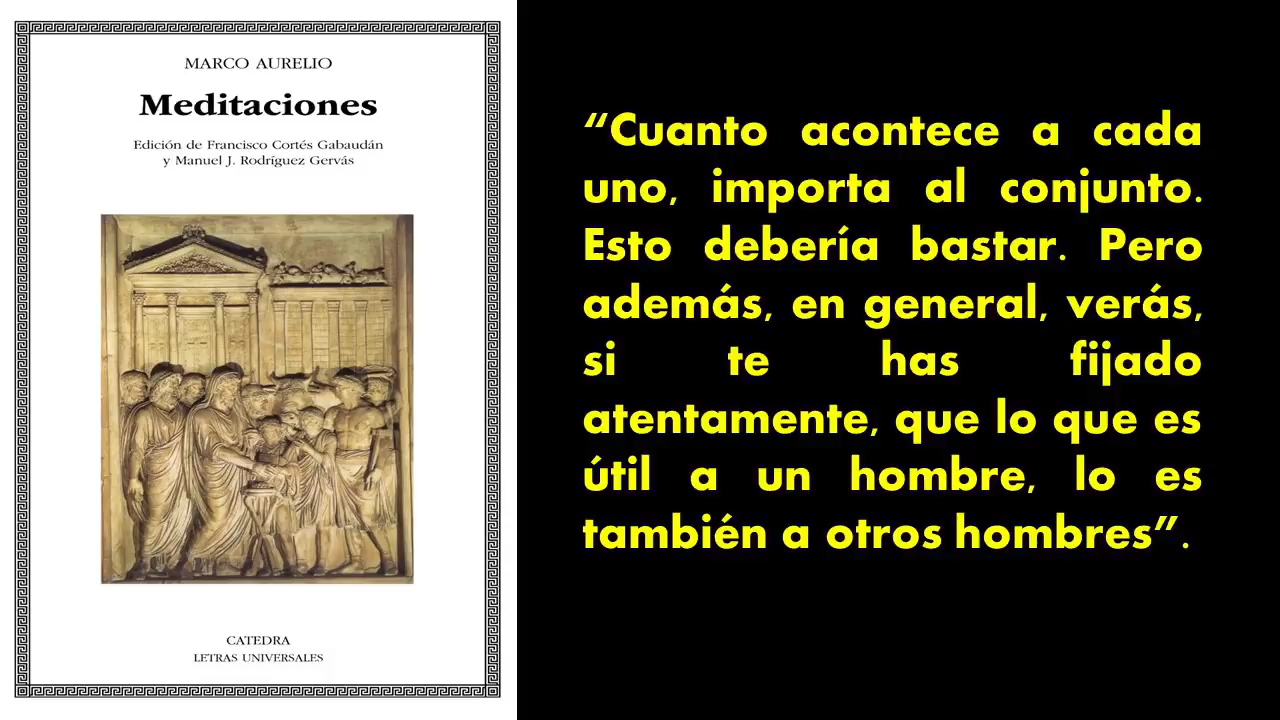 MARCO AURELIO
Meditaciones
Edición de Francisco Cortés Gabaudán
y Manuel J. Rodríguez Gervás
CATEDRA
LETRAS UNIVERSALES
“Cuanto acontece a cada
uno, importa al conjunto.
Esto debería bastar. Pero
además, en general, verás,
si te has fijado
atentamente, que lo que es
útil a un hombre, lo es
también a otros hombres”.